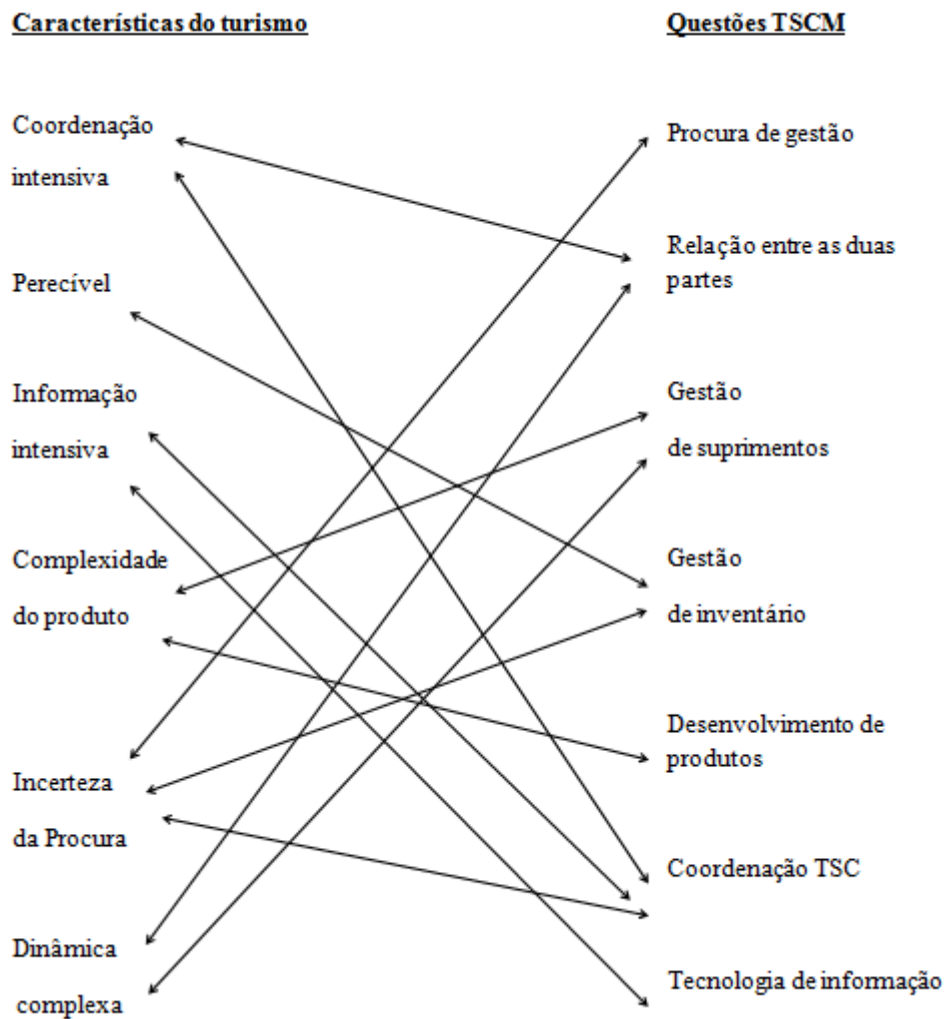 Características do turismo
Questões TSCM
Coordenação
intensiva
Procura de gestão
Relação entre as duas
partes
Perecível
Informação
intensiva
Gestão
de suprimentos
Complexidade
do produto
Gestão
de inventário
Incerteza
da Procura
Desenvolvimento de
produtos
Coordenação TSC
Dinâmica
complexa
Tecnologia de informação